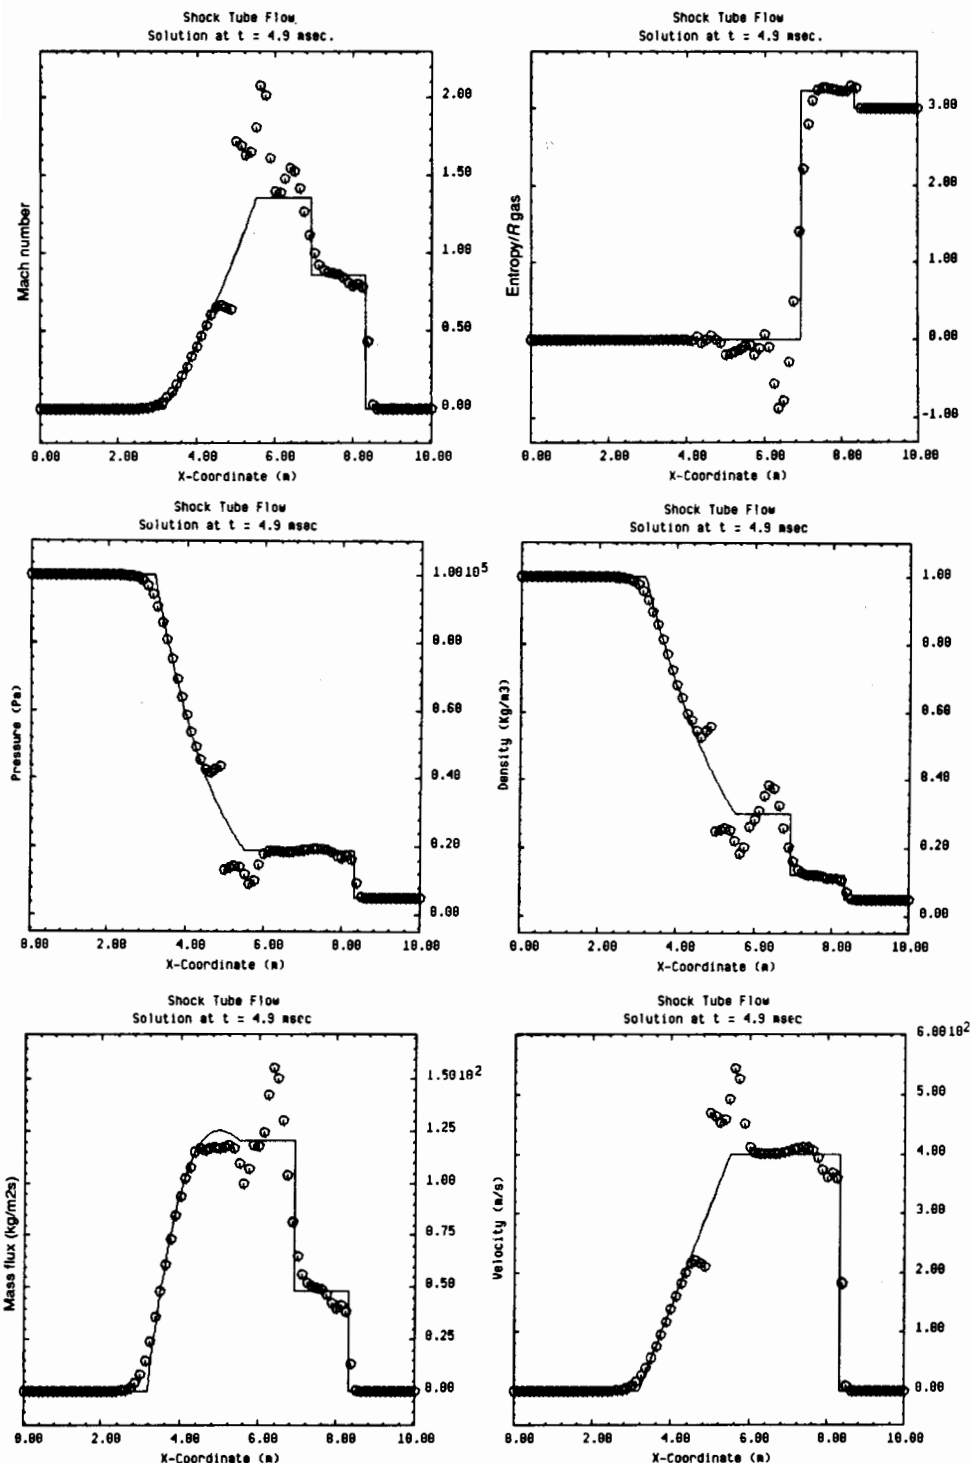 Shock Tube Flow
Solution at t = 4.9 msec.
Mach number
2.00
1.50
1.00
0.50
0.00
0.00 2.00 4.00 6.00 8.00 10.00
X-Coordinate (m)
Shock Tube Flow
Solution at t = 4.9 msec.
Entropy/R gas
3.00
2.00
1.00
0.00
-1.00
0.00 2.00 4.00 6.00 8.00 10.00
X-Coordinate (m)
Shock Tube Flow
Solution at t = 4.9 msec
Pressure (Pa)
1.0010⁵
0.80
0.60
0.40
0.20
0.00
0.00 2.00 4.00 6.00 8.00 10.00
X-Coordinate (m)
Shock Tube Flow
Solution at t = 4.9 msec
Density (Kg/m3)
1.00
0.80
0.60
0.40
0.20
0.00
0.00 2.00 4.00 6.00 8.00 10.00
X-Coordinate (m)
Shock Tube Flow
Solution at t = 4.9 msec
Mass flux (kg/m2s)
1.5010²
1.25
1.00
0.75
0.50
0.25
0.00
0.00 2.00 4.00 6.00 8.00 10.00
X-Coordinate (m)
Shock Tube Flow
Solution at t = 4.9 msec
Velocity (m/s)
6.0010²
5.00
4.00
3.00
2.00
1.00
0.00
0.00 2.00 4.00 6.00 8.00 10.00
X-Coordinate (m)